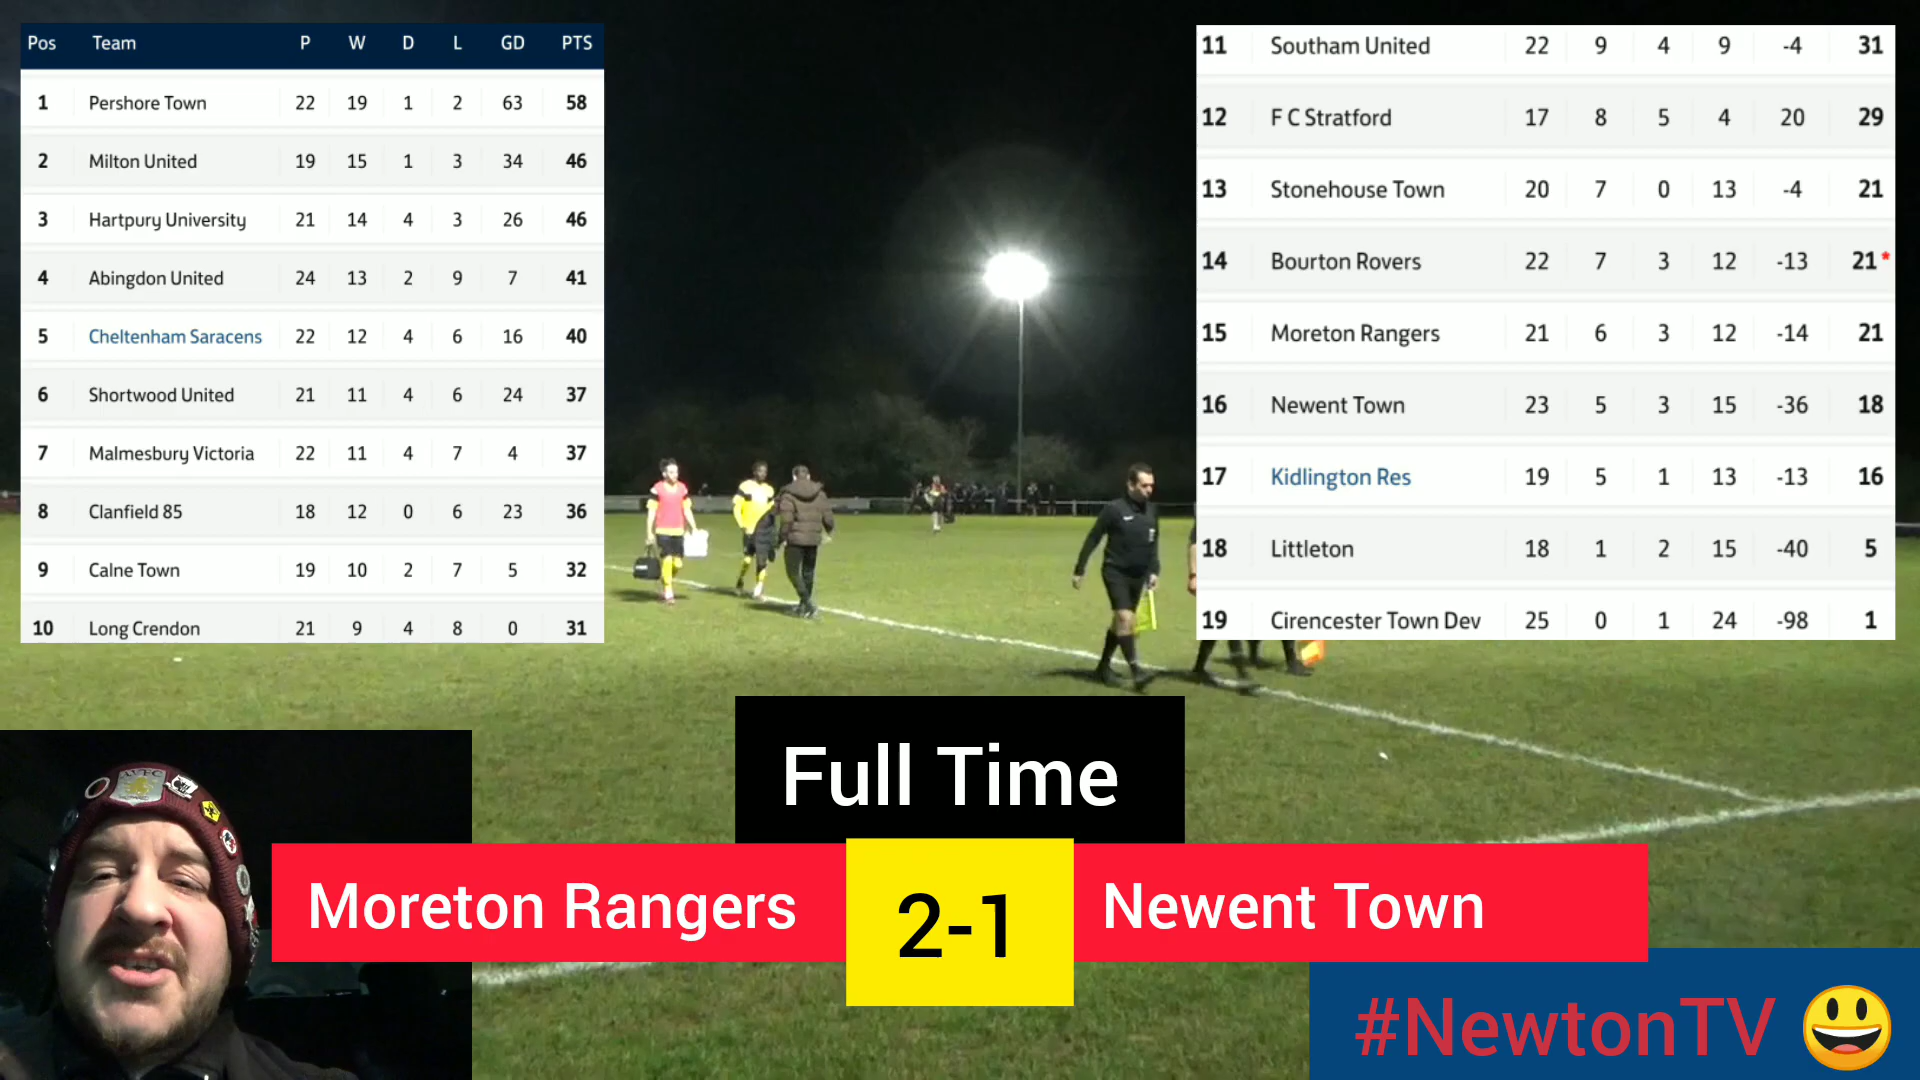 Pos Team P W D L GD PTS
1 Pershore Town 22 19 1 2 63 58
2 Milton United 19 15 1 3 34 46
3 Hartpury University 21 14 4 3 26 46
4 Abingdon United 24 13 2 9 7 41
5 Cheltenham Saracens 22 12 4 6 16 40
6 Shortwood United 21 11 4 6 24 37
7 Malmesbury Victoria 22 11 4 7 4 37
8 Clanfield 85 18 12 0 6 23 36
9 Calne Town 19 10 2 7 5 32
10 Long Crendon 21 9 4 8 0 31
11 Southam United 22 9 4 9 -4 31
12 F C Stratford 17 8 5 4 20 29
13 Stonehouse Town 20 7 0 13 -4 21
14 Bourton Rovers 22 7 3 12 -13 21*
15 Moreton Rangers 21 6 3 12 -14 21
16 Newent Town 23 5 3 15 -36 18
17 Kidlington Res 19 5 1 13 -13 16
18 Littleton 18 1 2 15 -40 5
19 Cirencester Town Dev 25 0 1 24 -98 1
Full Time
Moreton Rangers 2-1 Newent Town
#NewtonTV 😃
AVFC